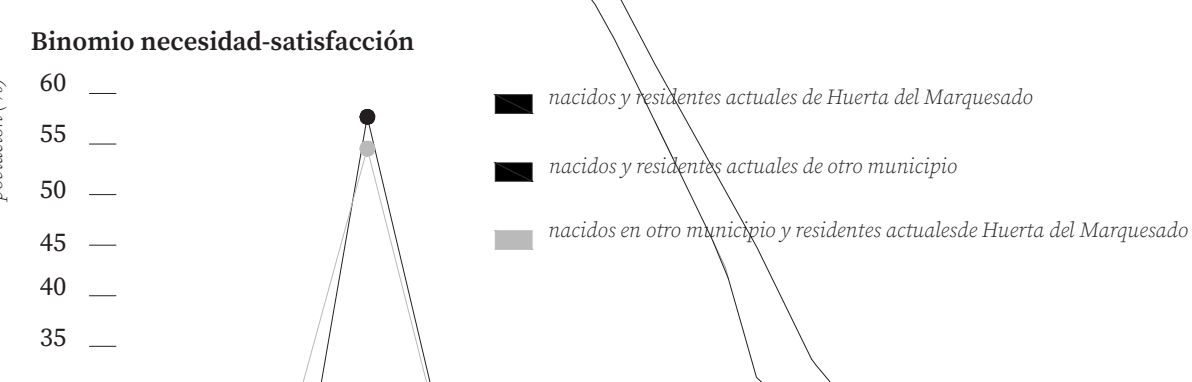 Binomio necesidad-satisfacción
60
55
50
45
40
35
nacidos y residentes actuales de Huerta del Marquesado
nacidos y residentes actuales de otro municipio
nacidos en otro municipio y residentes actualesde Huerta del Marquesado